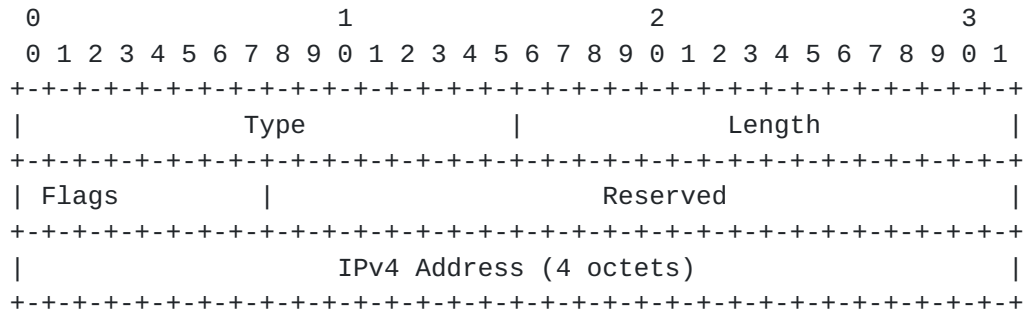 0                   1                   2                   3
 0 1 2 3 4 5 6 7 8 9 0 1 2 3 4 5 6 7 8 9 0 1 2 3 4 5 6 7 8 9 0 1
+-+-+-+-+-+-+-+-+-+-+-+-+-+-+-+-+-+-+-+-+-+-+-+-+-+-+-+-+-+-+-+-+
|              Type             |             Length            |
+-+-+-+-+-+-+-+-+-+-+-+-+-+-+-+-+-+-+-+-+-+-+-+-+-+-+-+-+-+-+-+-+
| Flags         |                     Reserved                  |
+-+-+-+-+-+-+-+-+-+-+-+-+-+-+-+-+-+-+-+-+-+-+-+-+-+-+-+-+-+-+-+-+
|                    IPv4 Address (4 octets)                    |
+-+-+-+-+-+-+-+-+-+-+-+-+-+-+-+-+-+-+-+-+-+-+-+-+-+-+-+-+-+-+-+-+